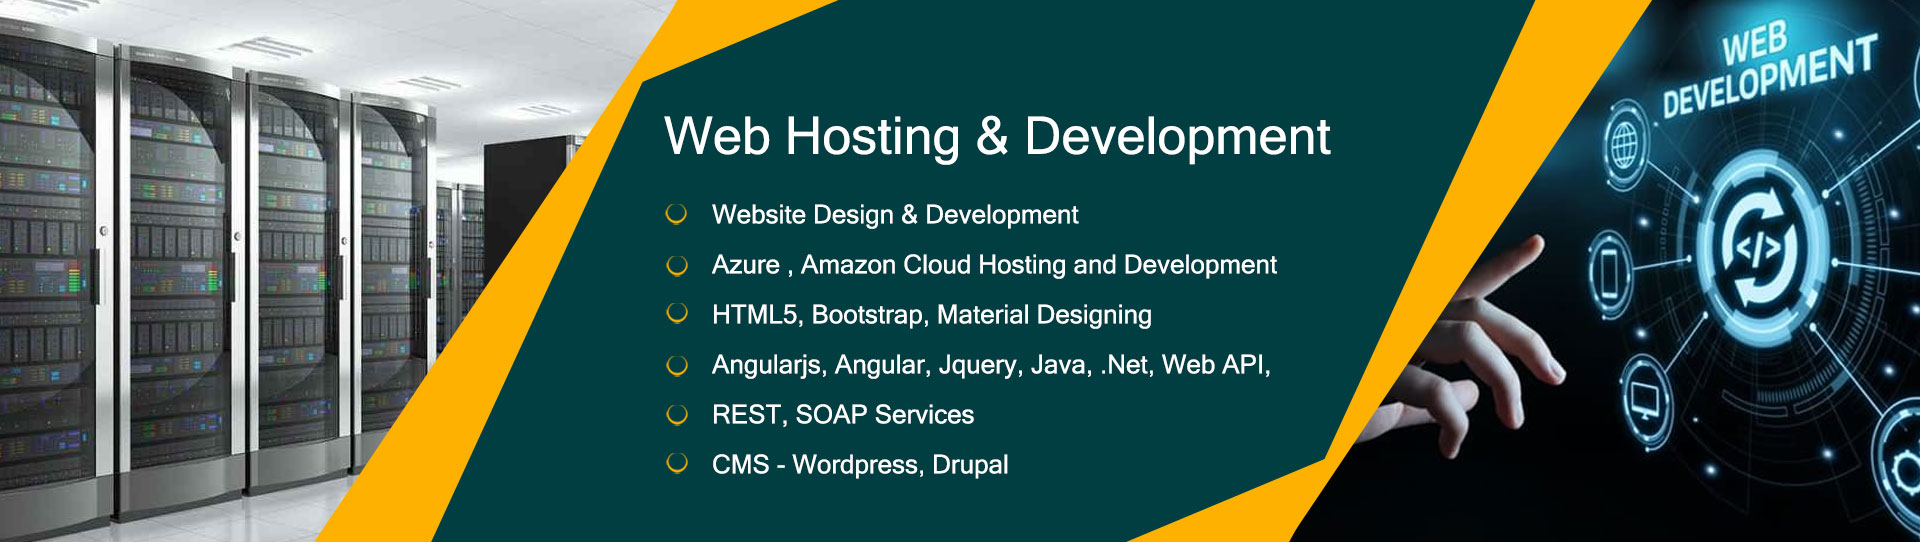 Web Hosting & Development
Website Design & Development
Azure , Amazon Cloud Hosting and Development
HTML5, Bootstrap, Material Designing
Angularjs, Angular, Jquery, Java, .Net, Web API,
REST, SOAP Services
CMS - Wordpress, Drupal
WEB
DEVELOPMENT